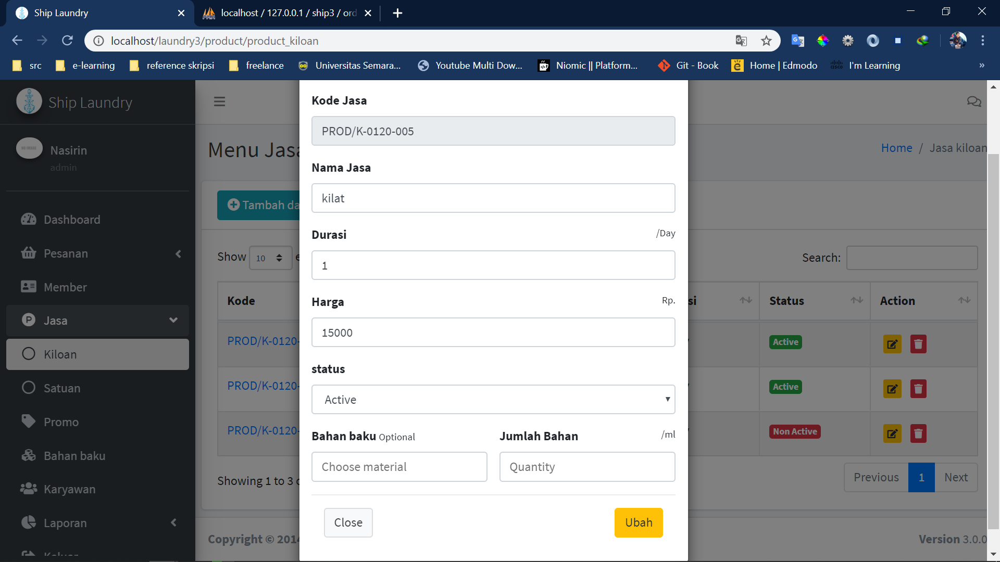 Ship Laundry
localhost / 127.0.0.1 / ship3 / ord
localhost/laundry3/product/product_kiloan
src
e-learning
reference skripsi
freelance
Universitas Semara...
Youtube Multi Dow...
Niomic || Platform...
Git - Book
Home | Edmodo
I'm Learning
Ship Laundry
Nasirin
admin
Dashboard
Pesanan
Member
Jasa
Kiloan
Satuan
Promo
Bahan baku
Karyawan
Laporan
Keluar
Menu Jasa
Home / Jasa kiloan
Tambah da
Show 10 e
Search:
Kode
si
Status
Action
PROD/K-0120-
Active
PROD/K-0120-
Active
PROD/K-0120-
Non Active
Showing 1 to 3 o
Previous 1 Next
Copyright © 2014
Version 3.0.0
Kode Jasa
PROD/K-0120-005
Nama Jasa
kilat
Durasi /Day
1
Harga Rp.
15000
status
Active
Bahan baku Optional
Jumlah Bahan /ml
Choose material
Quantity
Close
Ubah